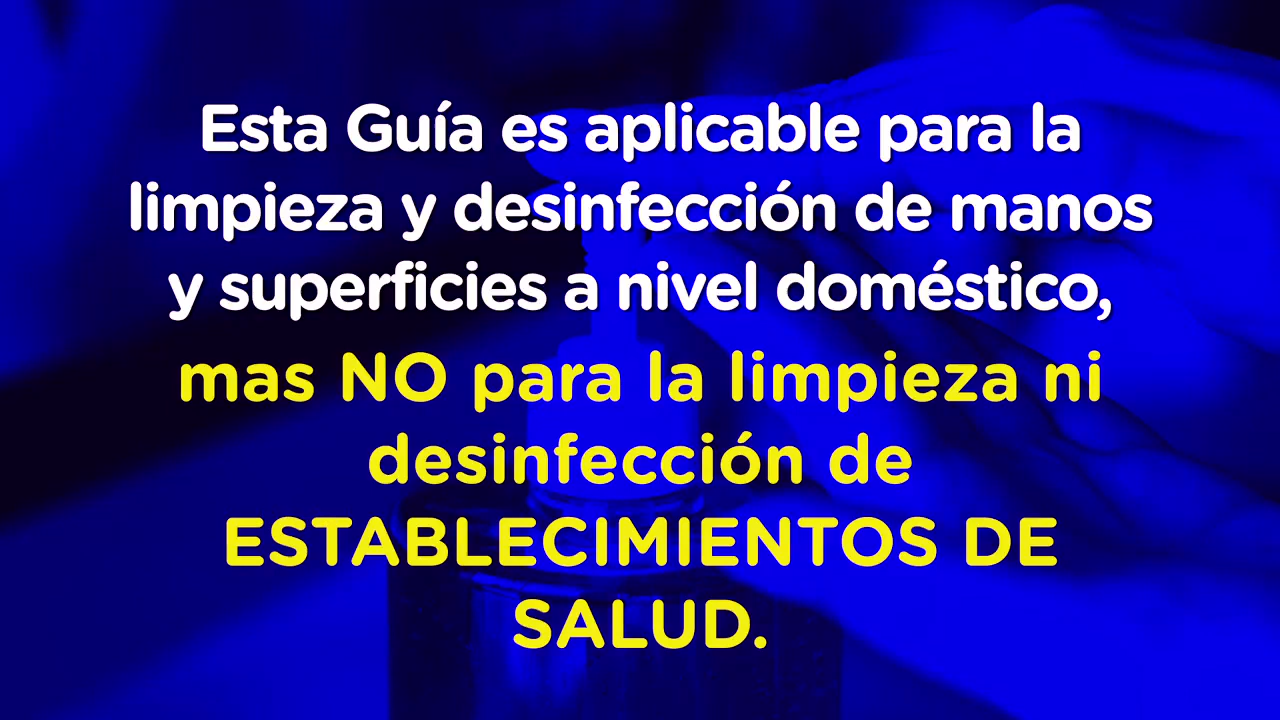 Esta Guía es aplicable para la
limpieza y desinfección de manos
y superficies a nivel doméstico,
mas NO para la limpieza ni
desinfección de
ESTABLECIMIENTOS DE
SALUD.